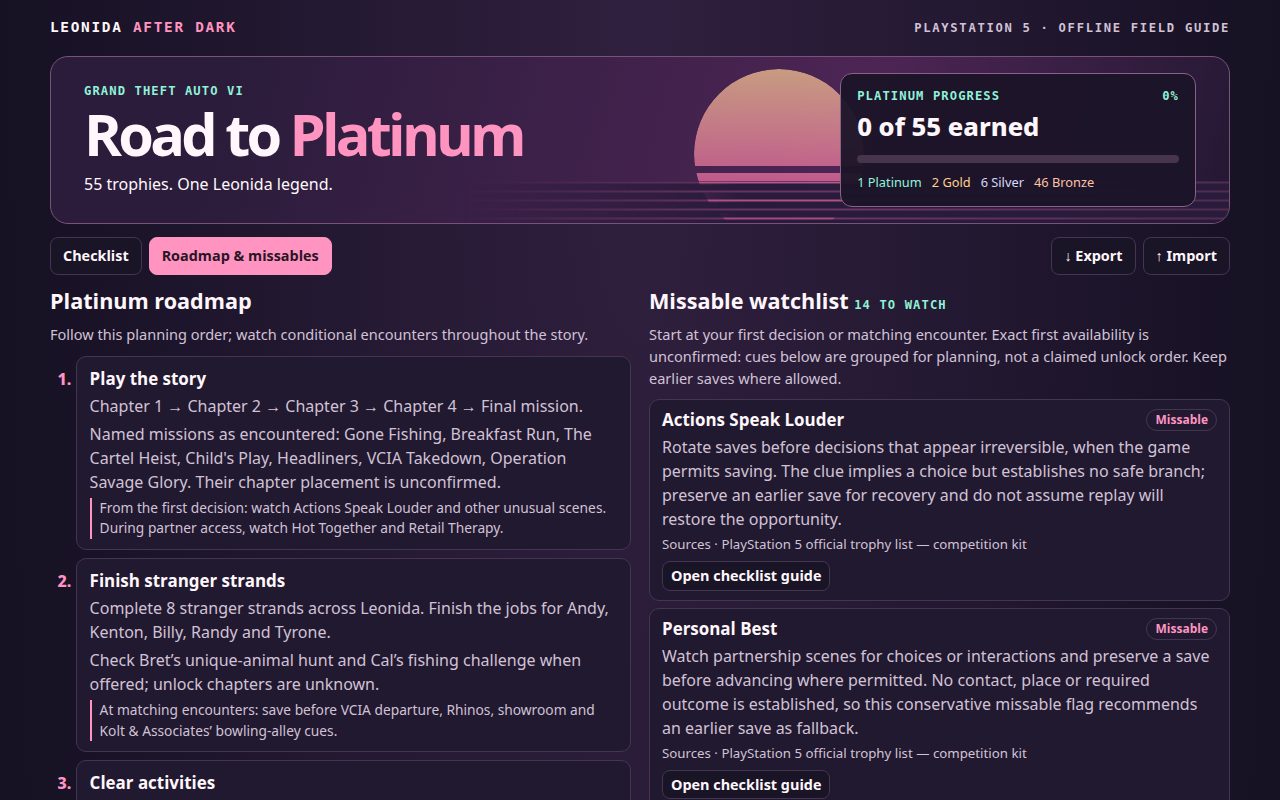 LEONIDA AFTER DARK
PLAYSTATION 5 · OFFLINE FIELD GUIDE
GRAND THEFT AUTO VI
Road to Platinum
55 trophies. One Leonida legend.
PLATINUM PROGRESS 0%
0 of 55 earned
1 Platinum 2 Gold 6 Silver 46 Bronze
Checklist
Roadmap & missables
↓ Export
↑ Import
Platinum roadmap
Follow this planning order; watch conditional encounters throughout the story.
1. Play the story
Chapter 1 → Chapter 2 → Chapter 3 → Chapter 4 → Final mission.
Named missions as encountered: Gone Fishing, Breakfast Run, The
Cartel Heist, Child's Play, Headliners, VCIA Takedown, Operation
Savage Glory. Their chapter placement is unconfirmed.
From the first decision: watch Actions Speak Louder and other unusual scenes.
During partner access, watch Hot Together and Retail Therapy.
2. Finish stranger strands
Complete 8 stranger strands across Leonida. Finish the jobs for Andy,
Kenton, Billy, Randy and Tyrone.
Check Bret’s unique-animal hunt and Cal’s fishing challenge when
offered; unlock chapters are unknown.
At matching encounters: save before VCIA departure, Rhinos, showroom and
Kolt & Associates’ bowling-alley cues.
3. Clear activities
Missable watchlist 14 TO WATCH
Start at your first decision or matching encounter. Exact first availability is
unconfirmed: cues below are grouped for planning, not a claimed unlock order. Keep
earlier saves where allowed.
Actions Speak Louder Missable
Rotate saves before decisions that appear irreversible, when the game
permits saving. The clue implies a choice but establishes no safe branch;
preserve an earlier save for recovery and do not assume replay will
restore the opportunity.
Sources · PlayStation 5 official trophy list — competition kit
Open checklist guide
Personal Best Missable
Watch partnership scenes for choices or interactions and preserve a save
before advancing where permitted. No contact, place or required
outcome is established, so this conservative missable flag recommends
an earlier save as fallback.
Sources · PlayStation 5 official trophy list — competition kit
Open checklist guide